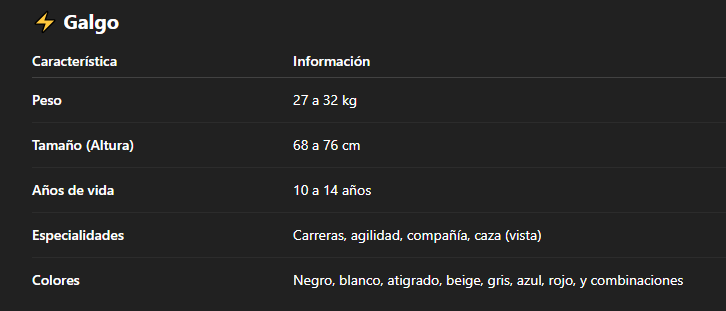 ⚡ Galgo
Característica Información
Peso 27 a 32 kg
Tamaño (Altura) 68 a 76 cm
Años de vida 10 a 14 años
Especialidades Carreras, agilidad, compañía, caza (vista)
Colores Negro, blanco, atigrado, beige, gris, azul, rojo, y combinaciones